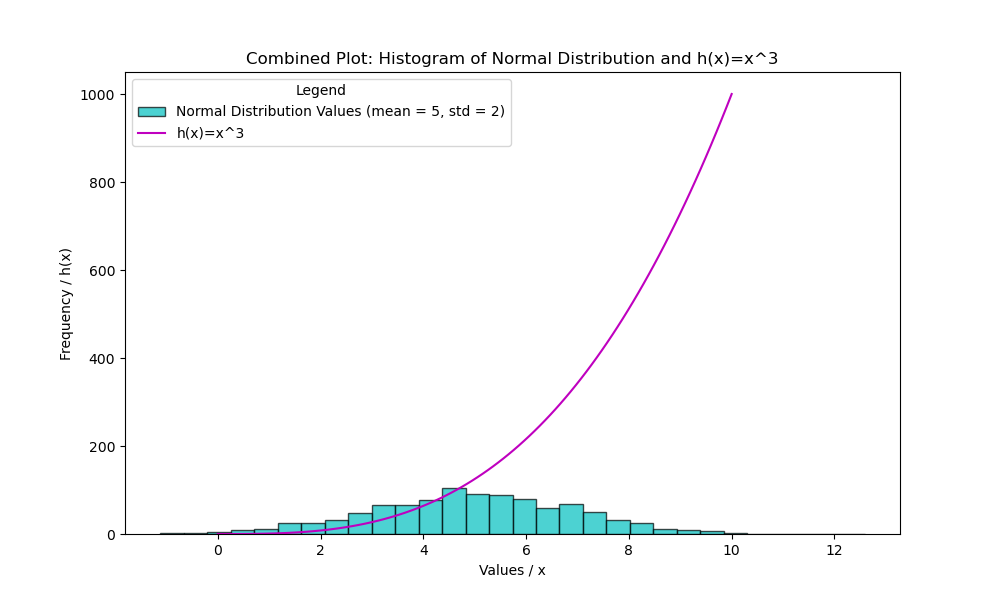 Combined Plot: Histogram of Normal Distribution and h(x)=x^3
Legend
Normal Distribution Values (mean = 5, std = 2)
h(x)=x^3
1000
800
600
400
200
0
Frequency / h(x)
0 2 4 6 8 10 12
Values / x